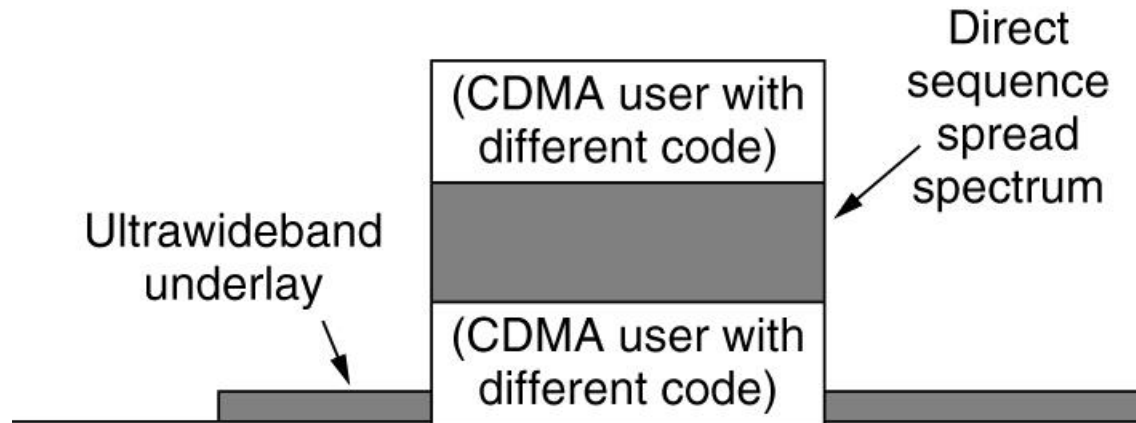 Direct
sequence
spread
spectrum
(CDMA user with
different code)
Ultrawideband
underlay
(CDMA user with
different code)